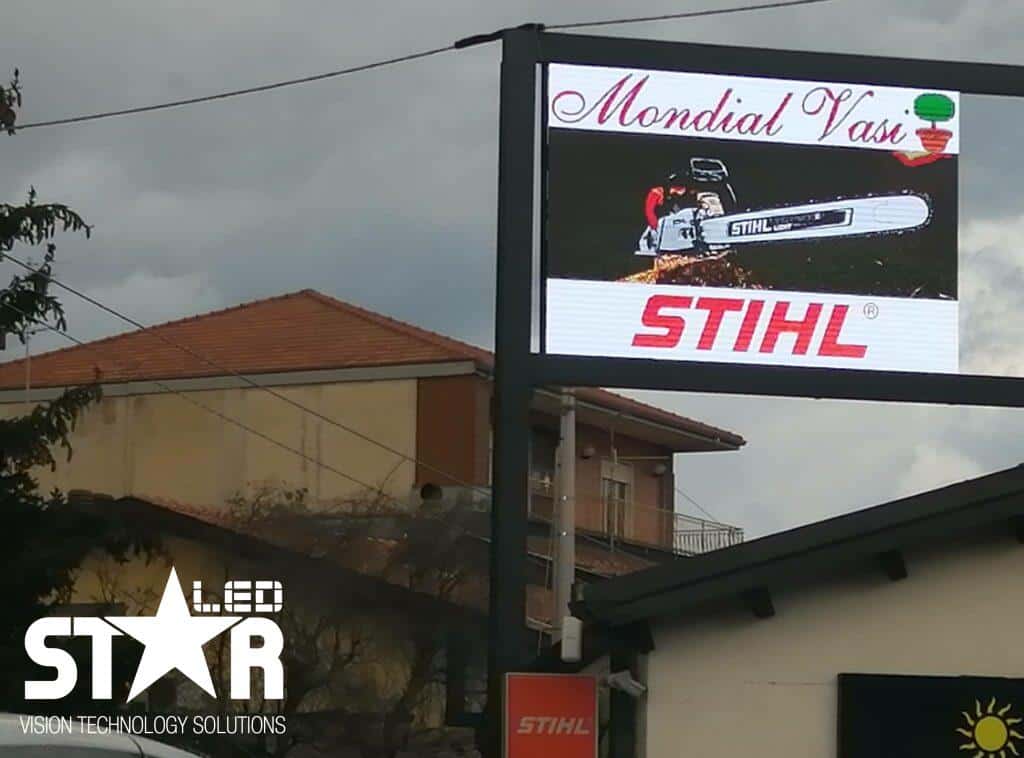 Mondial Vasi
STIHL
STIHL®
STIHL
LED
STAR
VISION TECHNOLOGY SOLUTIONS